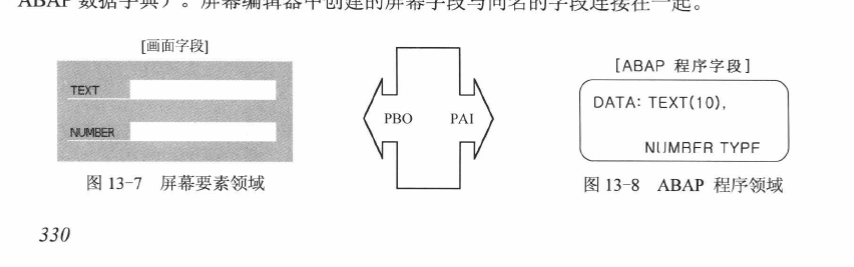 ABAP 数据字典）。屏幕编辑器中创建的屏幕字段与同名的字段连接在一起。
[画面字段]
TEXT
NUMBER
图 13-7 屏幕要素领域
PBO PAI
[ABAP 程序字段]
DATA: TEXT(10),
NUMBER TYPE
图 13-8 ABAP 程序领域
330